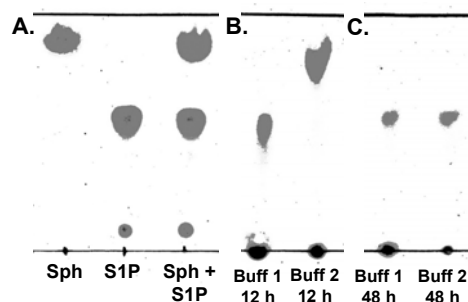 A. B. C.
Sph S1P Sph + S1P
Buff 1 12 h Buff 2 12 h
Buff 1 48 h Buff 2 48 h